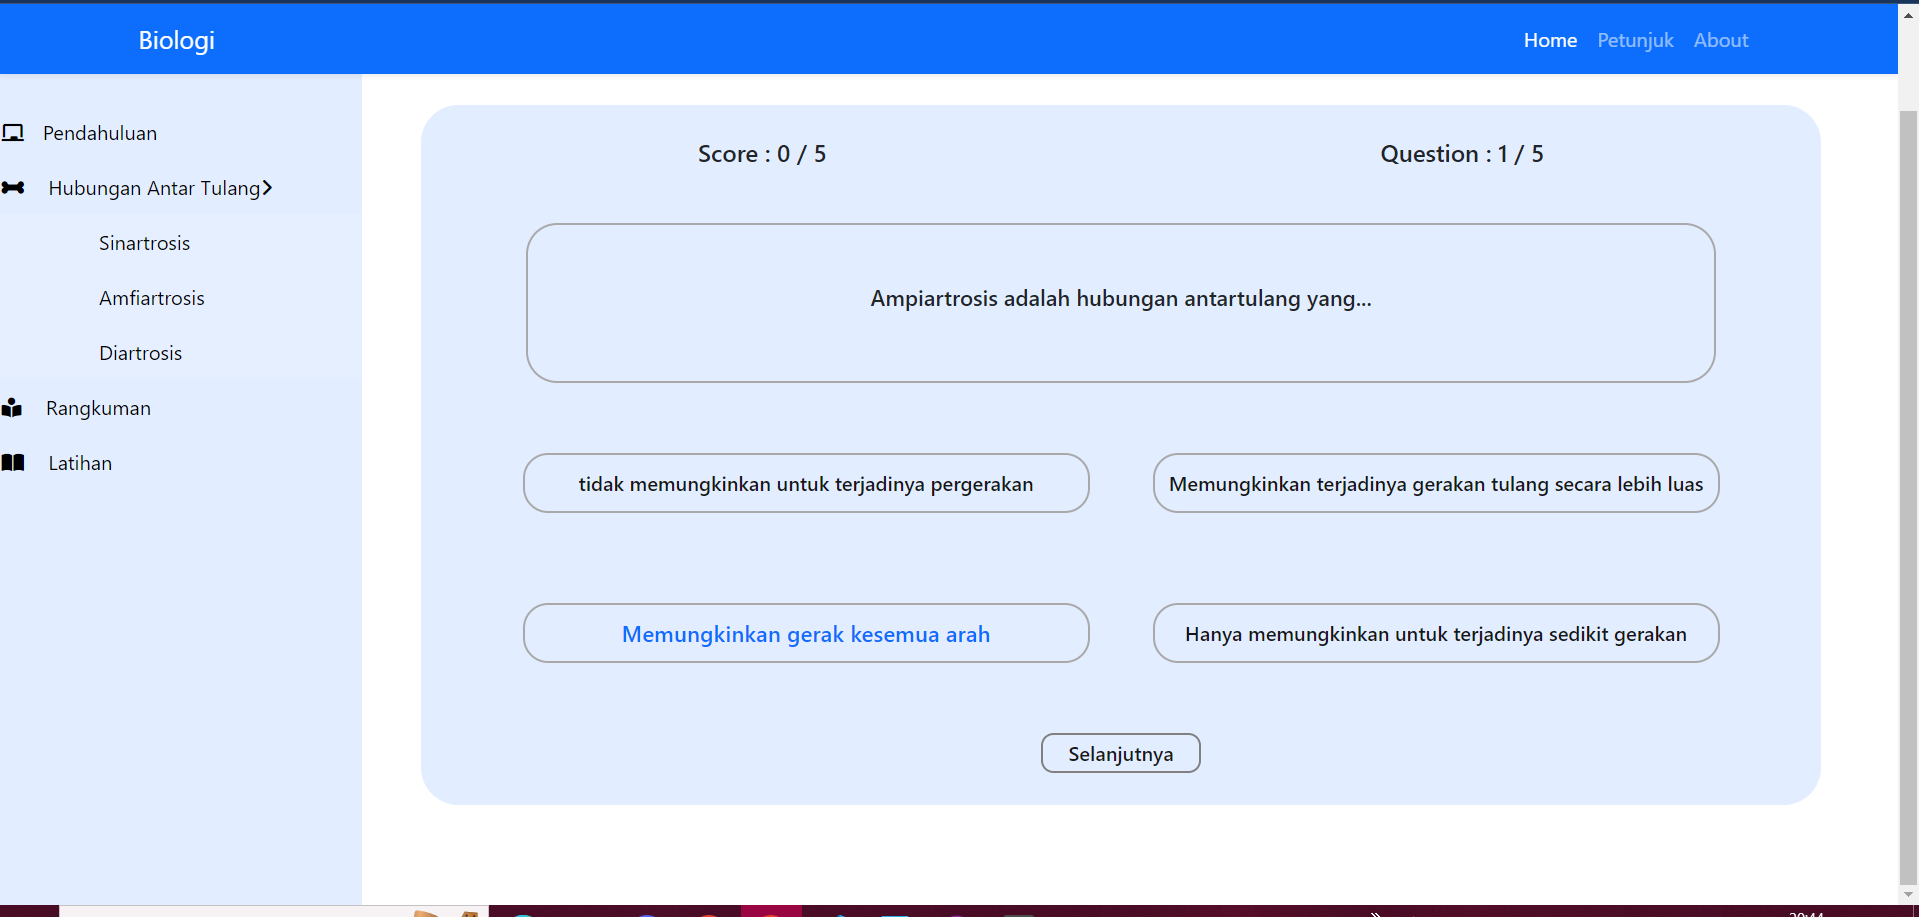 Biologi
Home Petunjuk About
Pendahuluan
Hubungan Antar Tulang
Sinartrosis
Amfiartrosis
Diartrosis
Rangkuman
Latihan
Score : 0 / 5
Question : 1 / 5
Ampiartrosis adalah hubungan antartulang yang...
tidak memungkinkan untuk terjadinya pergerakan
Memungkinkan terjadinya gerakan tulang secara lebih luas
Memungkinkan gerak kesemua arah
Hanya memungkinkan untuk terjadinya sedikit gerakan
Selanjutnya